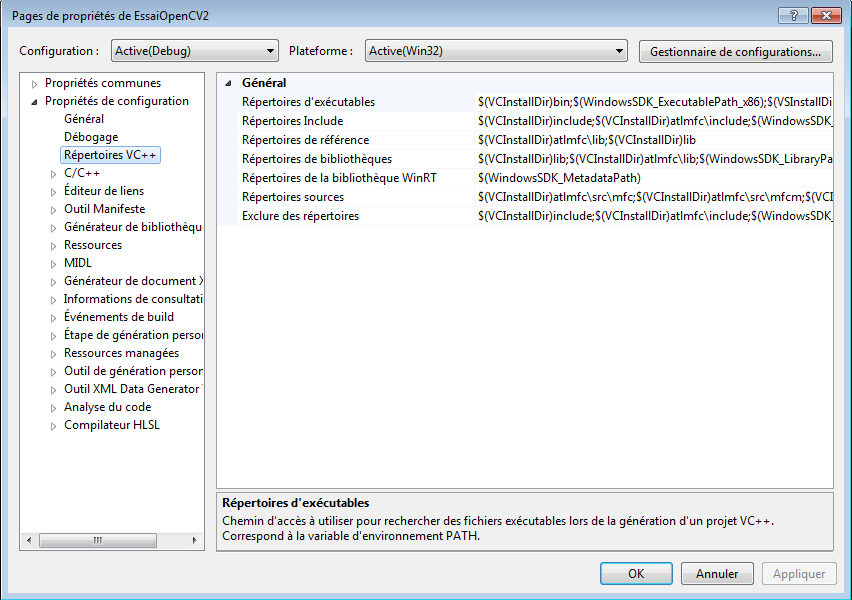 Pages de propriétés de EssaiOpenCV2
Configuration : Active(Debug) Plateforme : Active(Win32) Gestionnaire de configurations...
Propriétés communes
Propriétés de configuration
Général
Débogage
Répertoires VC++
C/C++
Éditeur de liens
Outil Manifeste
Générateur de bibliothèqu
Ressources
MIDL
Générateur de document X
Informations de consultati
Événements de build
Étape de génération person
Ressources managées
Outil de génération person
Outil XML Data Generator
Analyse du code
Compilateur HLSL
Général
Répertoires d'exécutables $(VCInstallDir)bin;$(WindowsSDK_ExecutablePath_x86);$(VSInstallDi
Répertoires Include $(VCInstallDir)include;$(VCInstallDir)atlmfc\include;$(WindowsSDK_
Répertoires de référence $(VCInstallDir)atlmfc\lib;$(VCInstallDir)lib
Répertoires de bibliothèques $(VCInstallDir)lib;$(VCInstallDir)atlmfc\lib;$(WindowsSDK_LibraryPa
Répertoires de la bibliothèque WinRT $(WindowsSDK_MetadataPath)
Répertoires sources $(VCInstallDir)atlmfc\src\mfc;$(VCInstallDir)atlmfc\src\mfcm;$(VCI
Exclure des répertoires $(VCInstallDir)include;$(VCInstallDir)atlmfc\include;$(WindowsSDK_
Répertoires d'exécutables
Chemin d'accès à utiliser pour rechercher des fichiers exécutables lors de la génération d'un projet VC++.
Correspond à la variable d'environnement PATH.
OK Annuler Appliquer